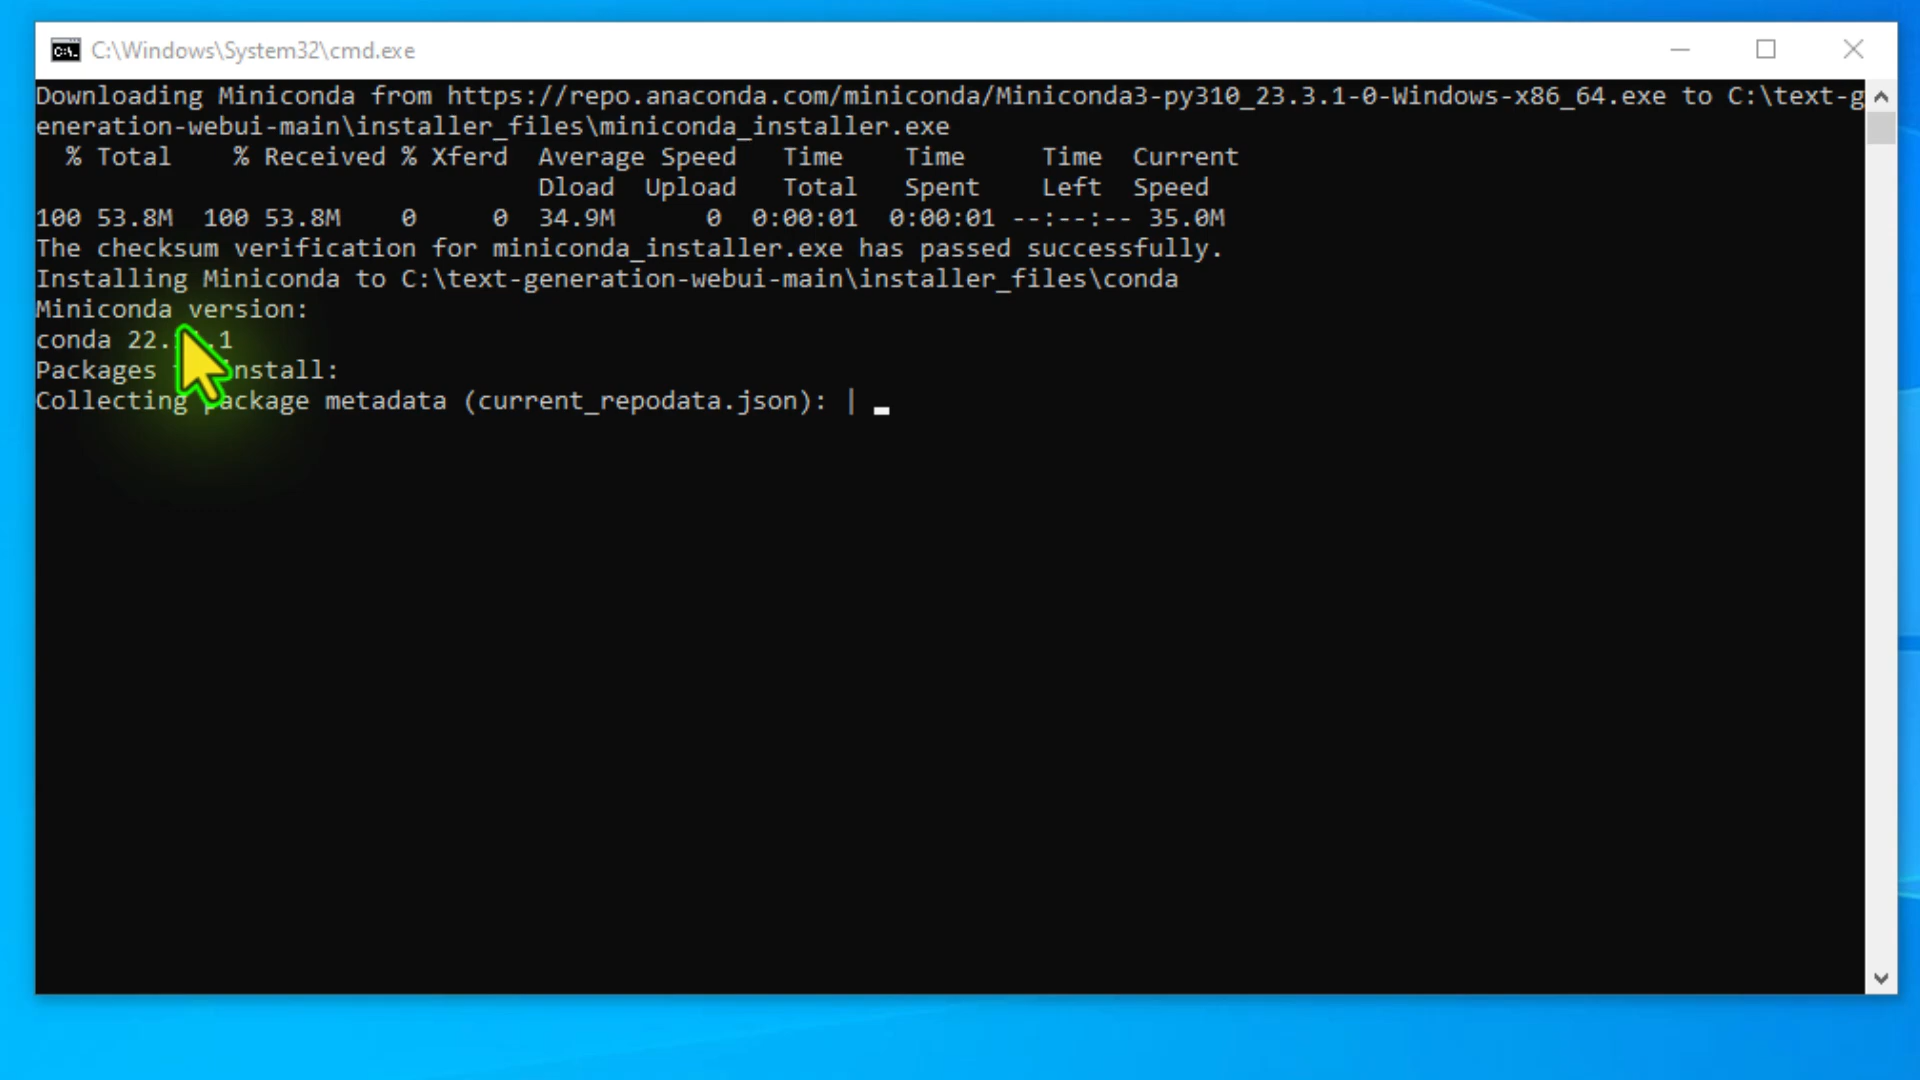 C:\Windows\System32\cmd.exe
Downloading Miniconda from https://repo.anaconda.com/miniconda/Miniconda3-py310_23.3.1-0-Windows-x86_64.exe to C:\text-g
eneration-webui-main\installer_files\miniconda_installer.exe
% Total % Received % Xferd Average Speed Time Time Time Current
Dload Upload Total Spent Left Speed
100 53.8M 100 53.8M 0 0 34.9M 0 0:00:01 0:00:01 --:--:-- 35.0M
The checksum verification for miniconda_installer.exe has passed successfully.
Installing Miniconda to C:\text-generation-webui-main\installer_files\conda
Miniconda version:
conda
Packages install:
Collecting package metadata (current_repodata.json): |